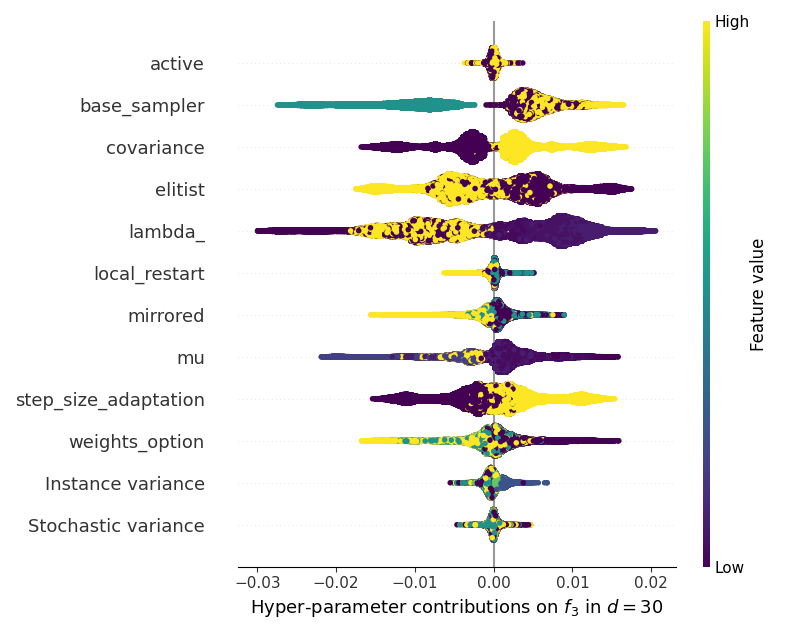 High
active
base_sampler
covariance
elitist
lambda_
local_restart
mirrored
mu
step_size_adaptation
weights_option
Instance variance
Stochastic variance
Feature value
Low
−0.03 −0.02 −0.01 0.00 0.01 0.02
Hyper-parameter contributions on f₃ in d = 30